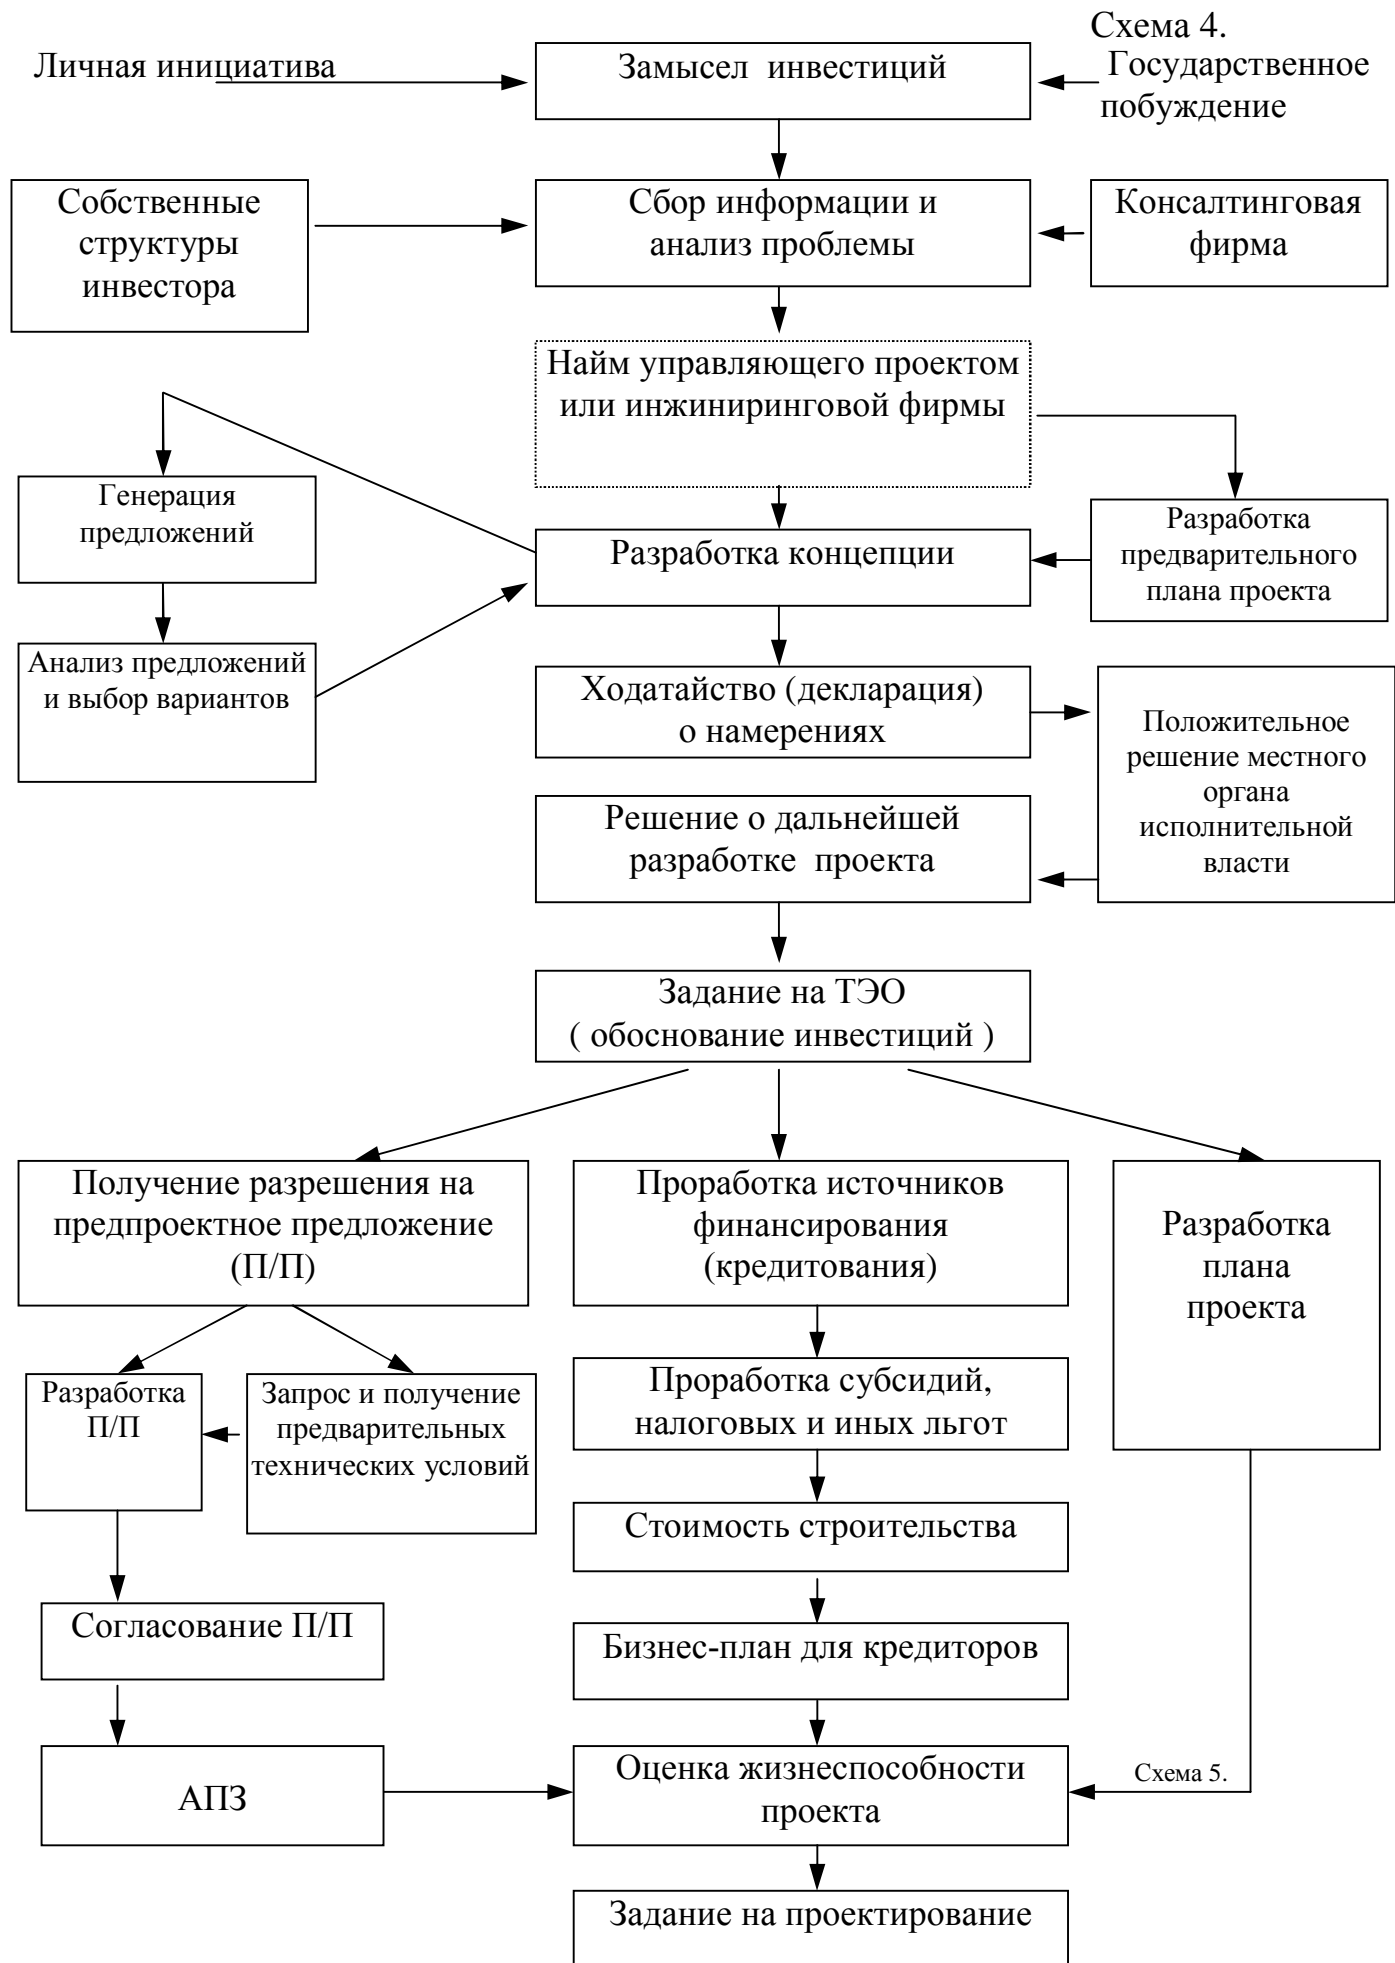 Схема 4.
Личная инициатива
Замысел инвестиций
Государственное
побуждение
Собственные
структуры
инвестора
Сбор информации и
анализ проблемы
Консалтинговая
фирма
Найм управляющего проектом
или инжиниринговой фирмы
Генерация
предложений
Разработка концепции
Разработка
предварительного
плана проекта
Анализ предложений
и выбор вариантов
Ходатайство (декларация)
о намерениях
Положительное
решение местного
органа
исполнительной
власти
Решение о дальнейшей
разработке проекта
Задание на ТЭО
( обоснование инвестиций )
Получение разрешения на
предпроектное предложение
(П/П)
Проработка источников
финансирования
(кредитования)
Разработка
плана
проекта
Разработка
П/П
Запрос и получение
предварительных
технических условий
Проработка субсидий,
налоговых и иных льгот
Стоимость строительства
Согласование П/П
Бизнес-план для кредиторов
АПЗ
Оценка жизнеспособности
проекта
Схема 5.
Задание на проектирование